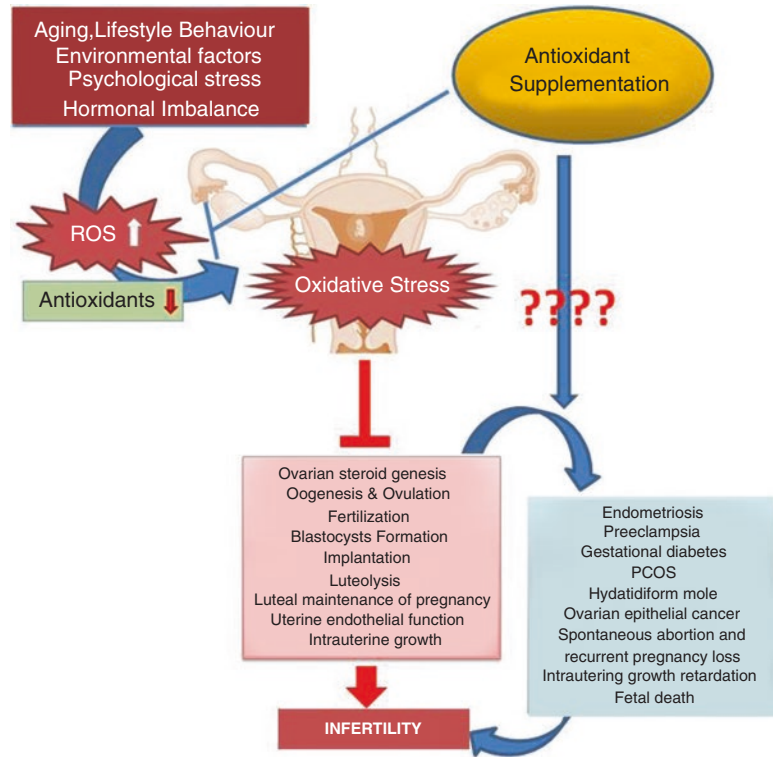 Aging,Lifestyle Behaviour
Environmental factors
Psychological stress
Hormonal Imbalance
Antioxidant
Supplementation
ROS
Antioxidants
Oxidative Stress
????
Ovarian steroid genesis
Oogenesis & Ovulation
Fertilization
Blastocysts Formation
Implantation
Luteolysis
Luteal maintenance of pregnancy
Uterine endothelial function
Intrauterine growth
Endometriosis
Preeclampsia
Gestational diabetes
PCOS
Hydatidiform mole
Ovarian epithelial cancer
Spontaneous abortion and
recurrent pregnancy loss
Intrautering growth retardation
Fetal death
INFERTILITY